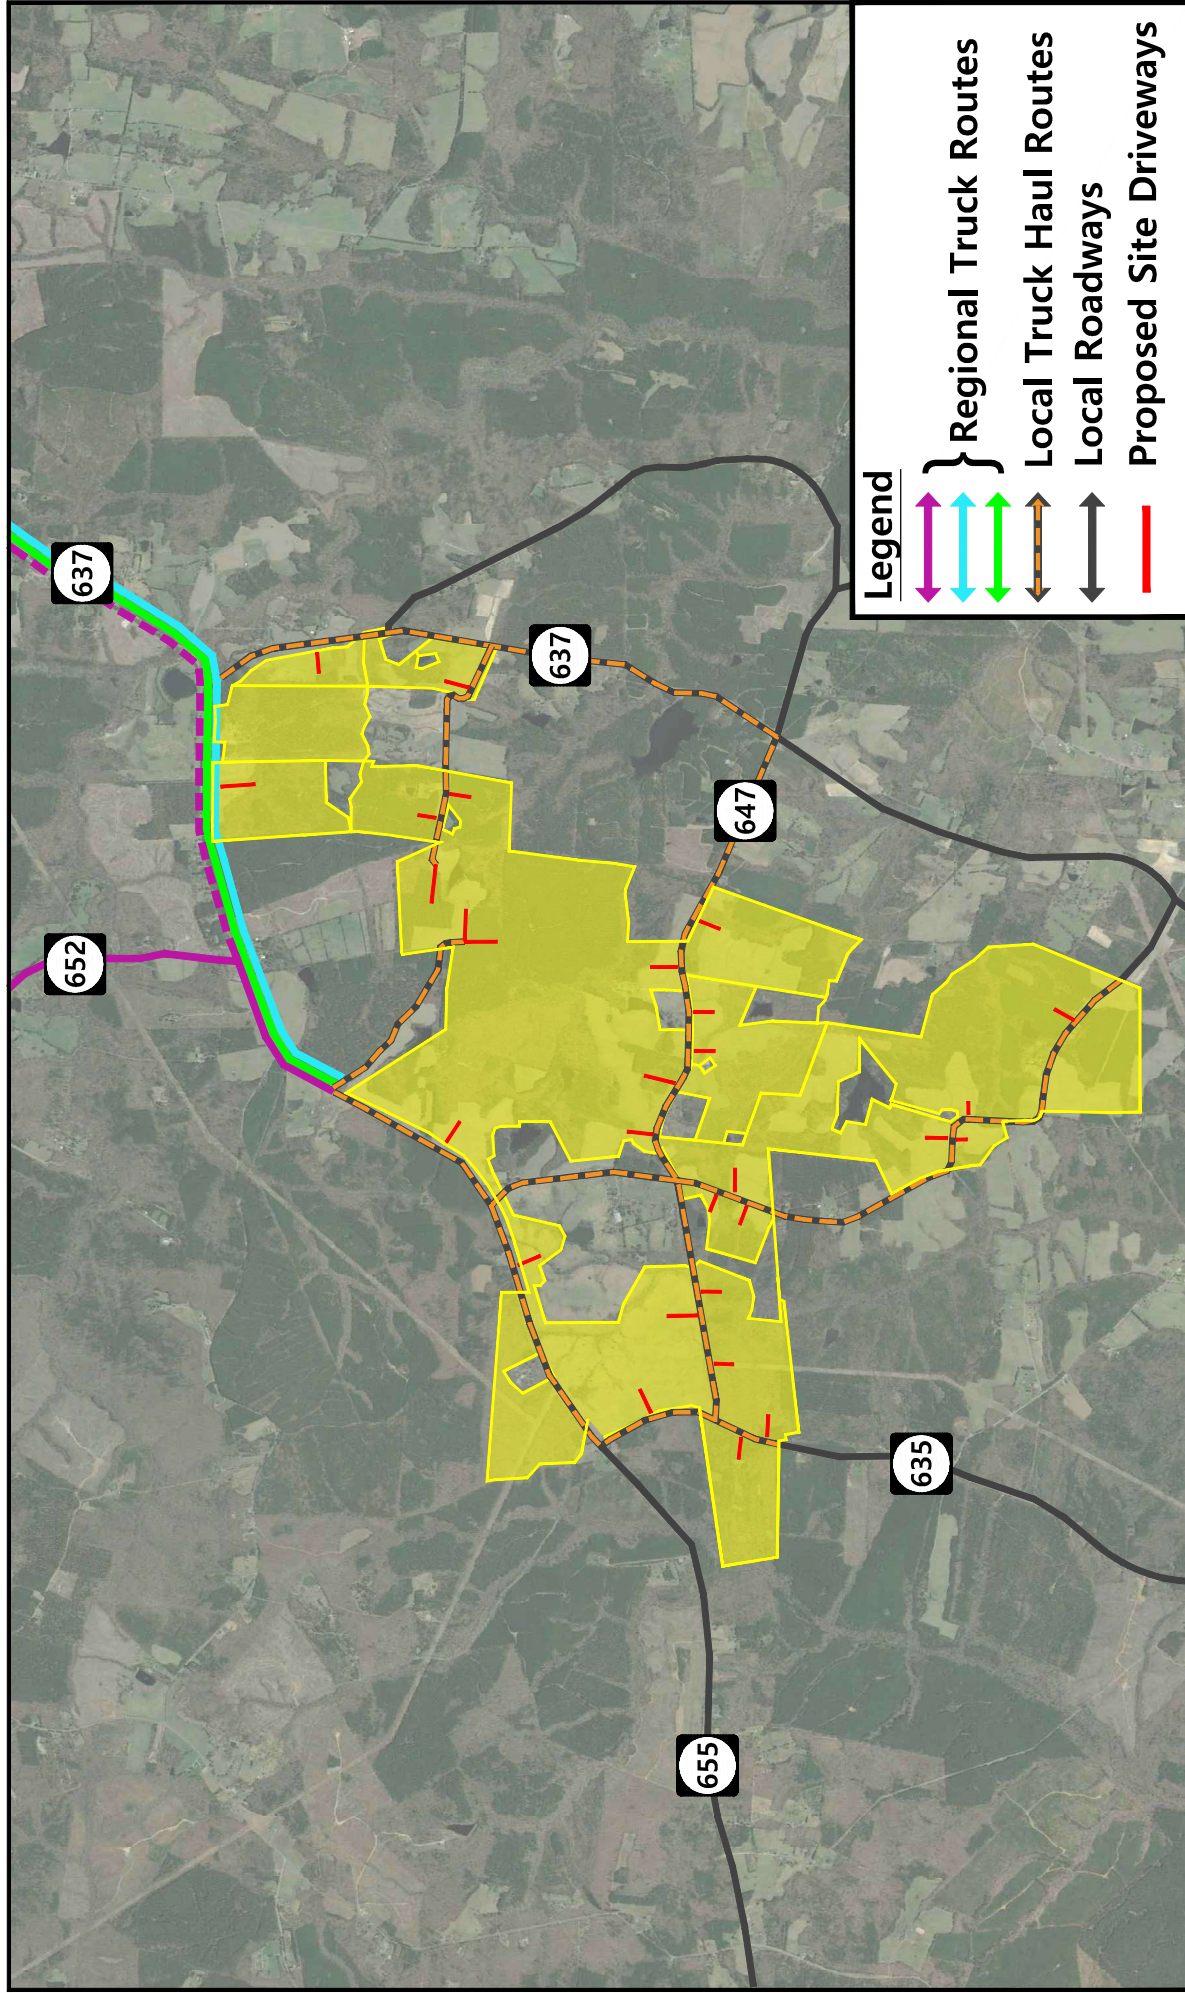 637
652
637
647
635
655
Legend
Regional Truck Routes
Local Truck Haul Routes
Local Roadways
Proposed Site Driveways